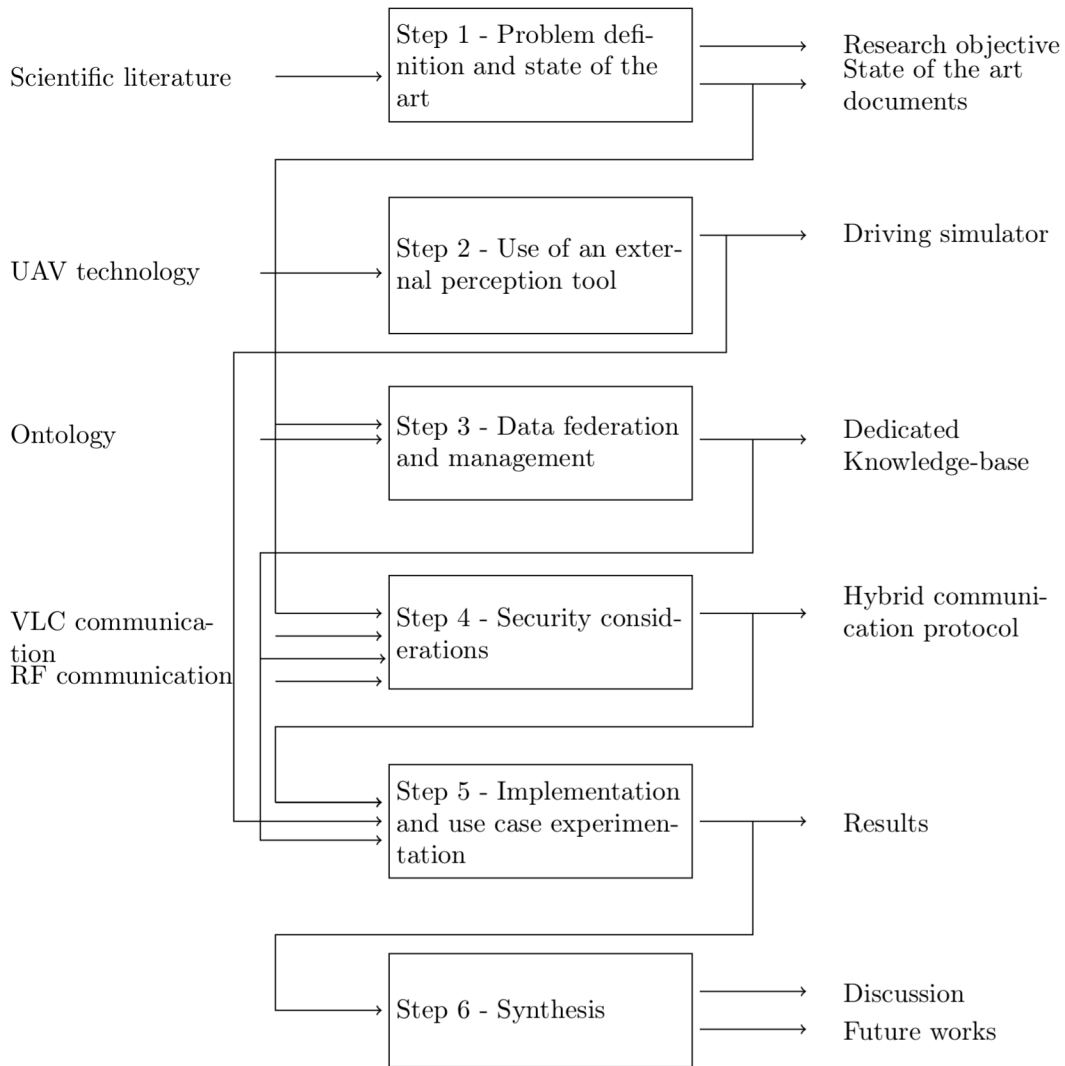 Scientific literature
Step 1 - Problem defi-
nition and state of the
art
Research objective
State of the art
documents
UAV technology
Step 2 - Use of an exter-
nal perception tool
Driving simulator
Ontology
Step 3 - Data federation
and management
Dedicated
Knowledge-base
VLC communica-
tion
RF communication
Step 4 - Security consid-
erations
Hybrid communi-
cation protocol
Step 5 - Implementation
and use case experimen-
tation
Results
Step 6 - Synthesis
Discussion
Future works